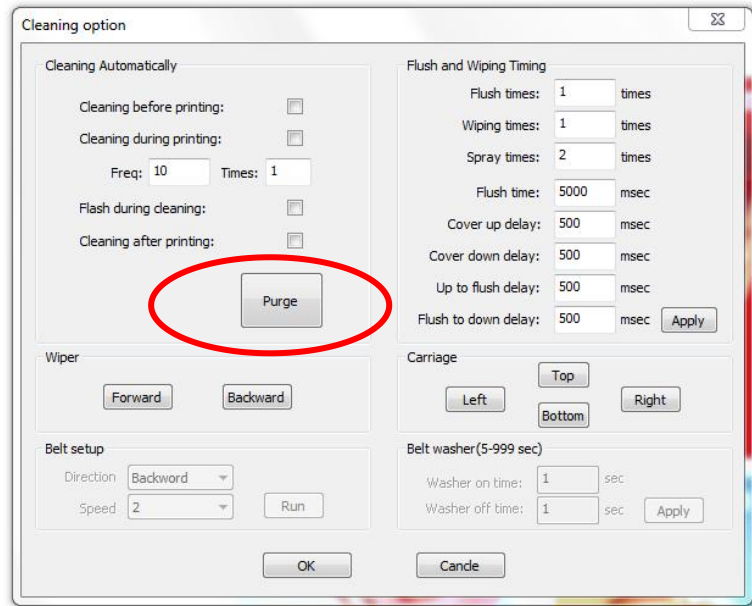 Cleaning option
Cleaning Automatically
Cleaning before printing:
Cleaning during printing:
Freq: 10 Times: 1
Flash during cleaning:
Cleaning after printing:
Purge
Flush and Wiping Timing
Flush times: 1 times
Wiping times: 1 times
Spray times: 2 times
Flush time: 5000 msec
Cover up delay: 500 msec
Cover down delay: 500 msec
Up to flush delay: 500 msec
Flush to down delay: 500 msec Apply
Wiper
Forward Backward
Carriage
Top
Left Right
Bottom
Belt setup
Direction Backword
Speed 2 Run
Belt washer(5-999 sec)
Washer on time: 1 sec
Washer off time: 1 sec Apply
OK Cancle